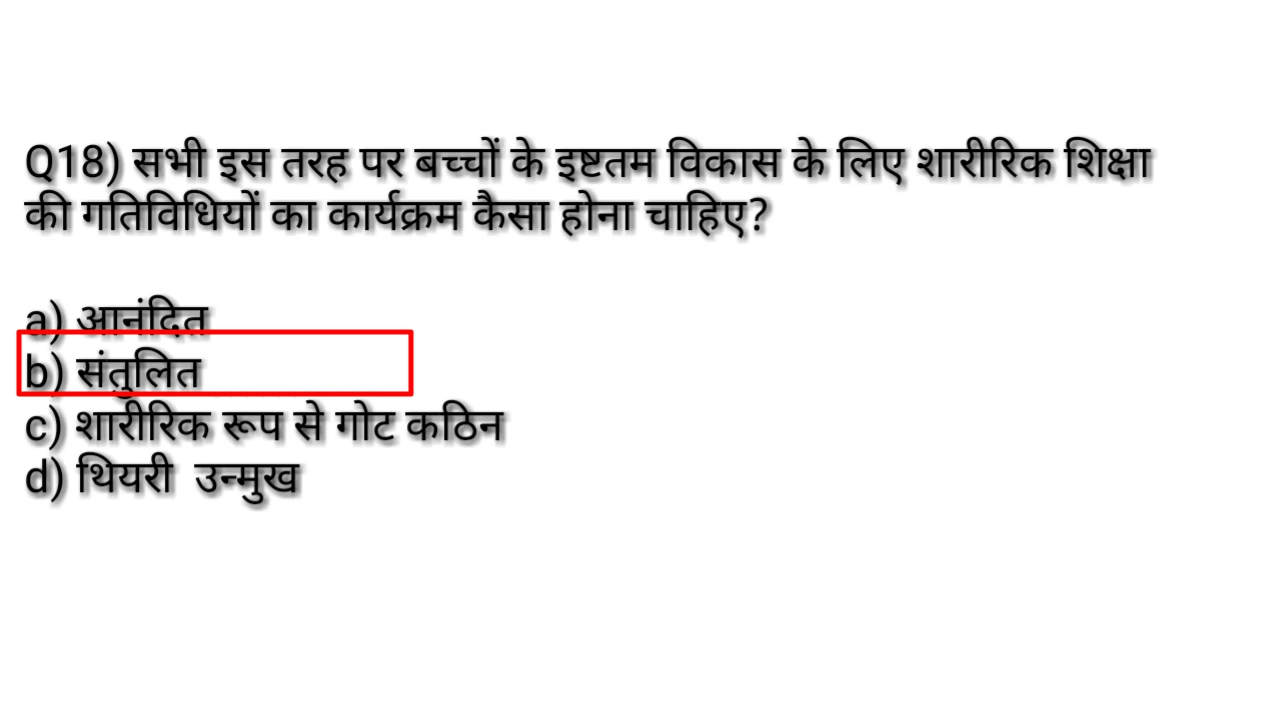 Q18) सभी इस तरह पर बच्चों के इष्टतम विकास के लिए शारीरिक शिक्षा
की गतिविधियों का कार्यक्रम कैसा होना चाहिए?
a) आनंदित
b) संतुलित
c) शारीरिक रूप से गोट कठिन
d) थियरी उन्मुख